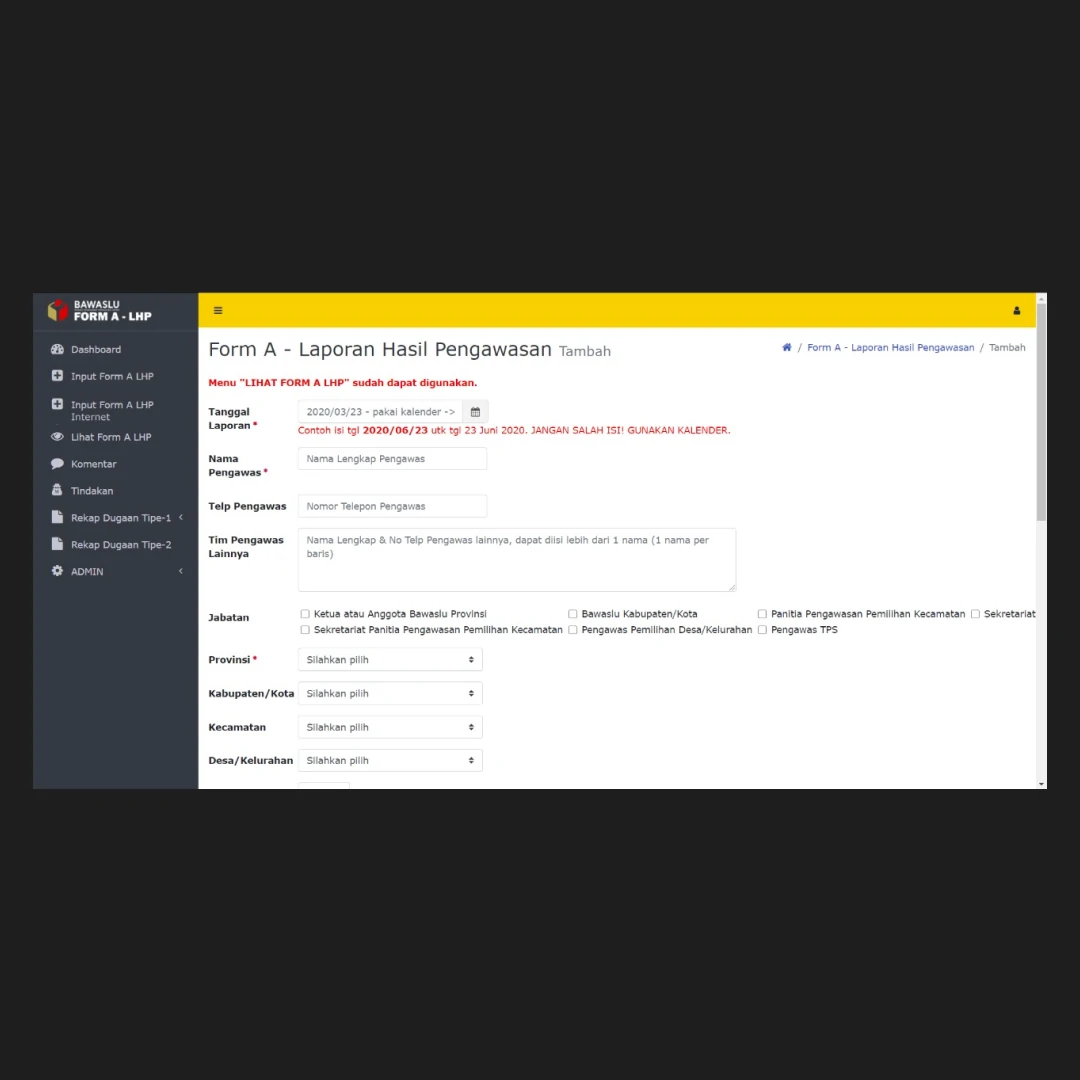 BAWASLU
FORM A - LHP
Dashboard
Input Form A LHP
Input Form A LHP
Internet
Lihat Form A LHP
Komentar
Tindakan
Rekap Dugaan Tipe-1
Rekap Dugaan Tipe-2
ADMIN
Form A - Laporan Hasil Pengawasan Tambah
/ Form A - Laporan Hasil Pengawasan / Tambah
Menu "LIHAT FORM A LHP" sudah dapat digunakan.
Tanggal
Laporan *
2020/03/23 - pakai kalender ->
Contoh isi tgl 2020/06/23 utk tgl 23 Juni 2020. JANGAN SALAH ISI! GUNAKAN KALENDER.
Nama
Pengawas *
Nama Lengkap Pengawas
Telp Pengawas
Nomor Telepon Pengawas
Tim Pengawas
Lainnya
Nama Lengkap & No Telp Pengawas lainnya, dapat diisi lebih dari 1 nama (1 nama per
baris)
Jabatan
Ketua atau Anggota Bawaslu Provinsi
Bawaslu Kabupaten/Kota
Panitia Pengawasan Pemilihan Kecamatan
Sekretariat
Sekretariat Panitia Pengawasan Pemilihan Kecamatan
Pengawas Pemilihan Desa/Kelurahan
Pengawas TPS
Provinsi *
Silahkan pilih
Kabupaten/Kota
Silahkan pilih
Kecamatan
Silahkan pilih
Desa/Kelurahan
Silahkan pilih